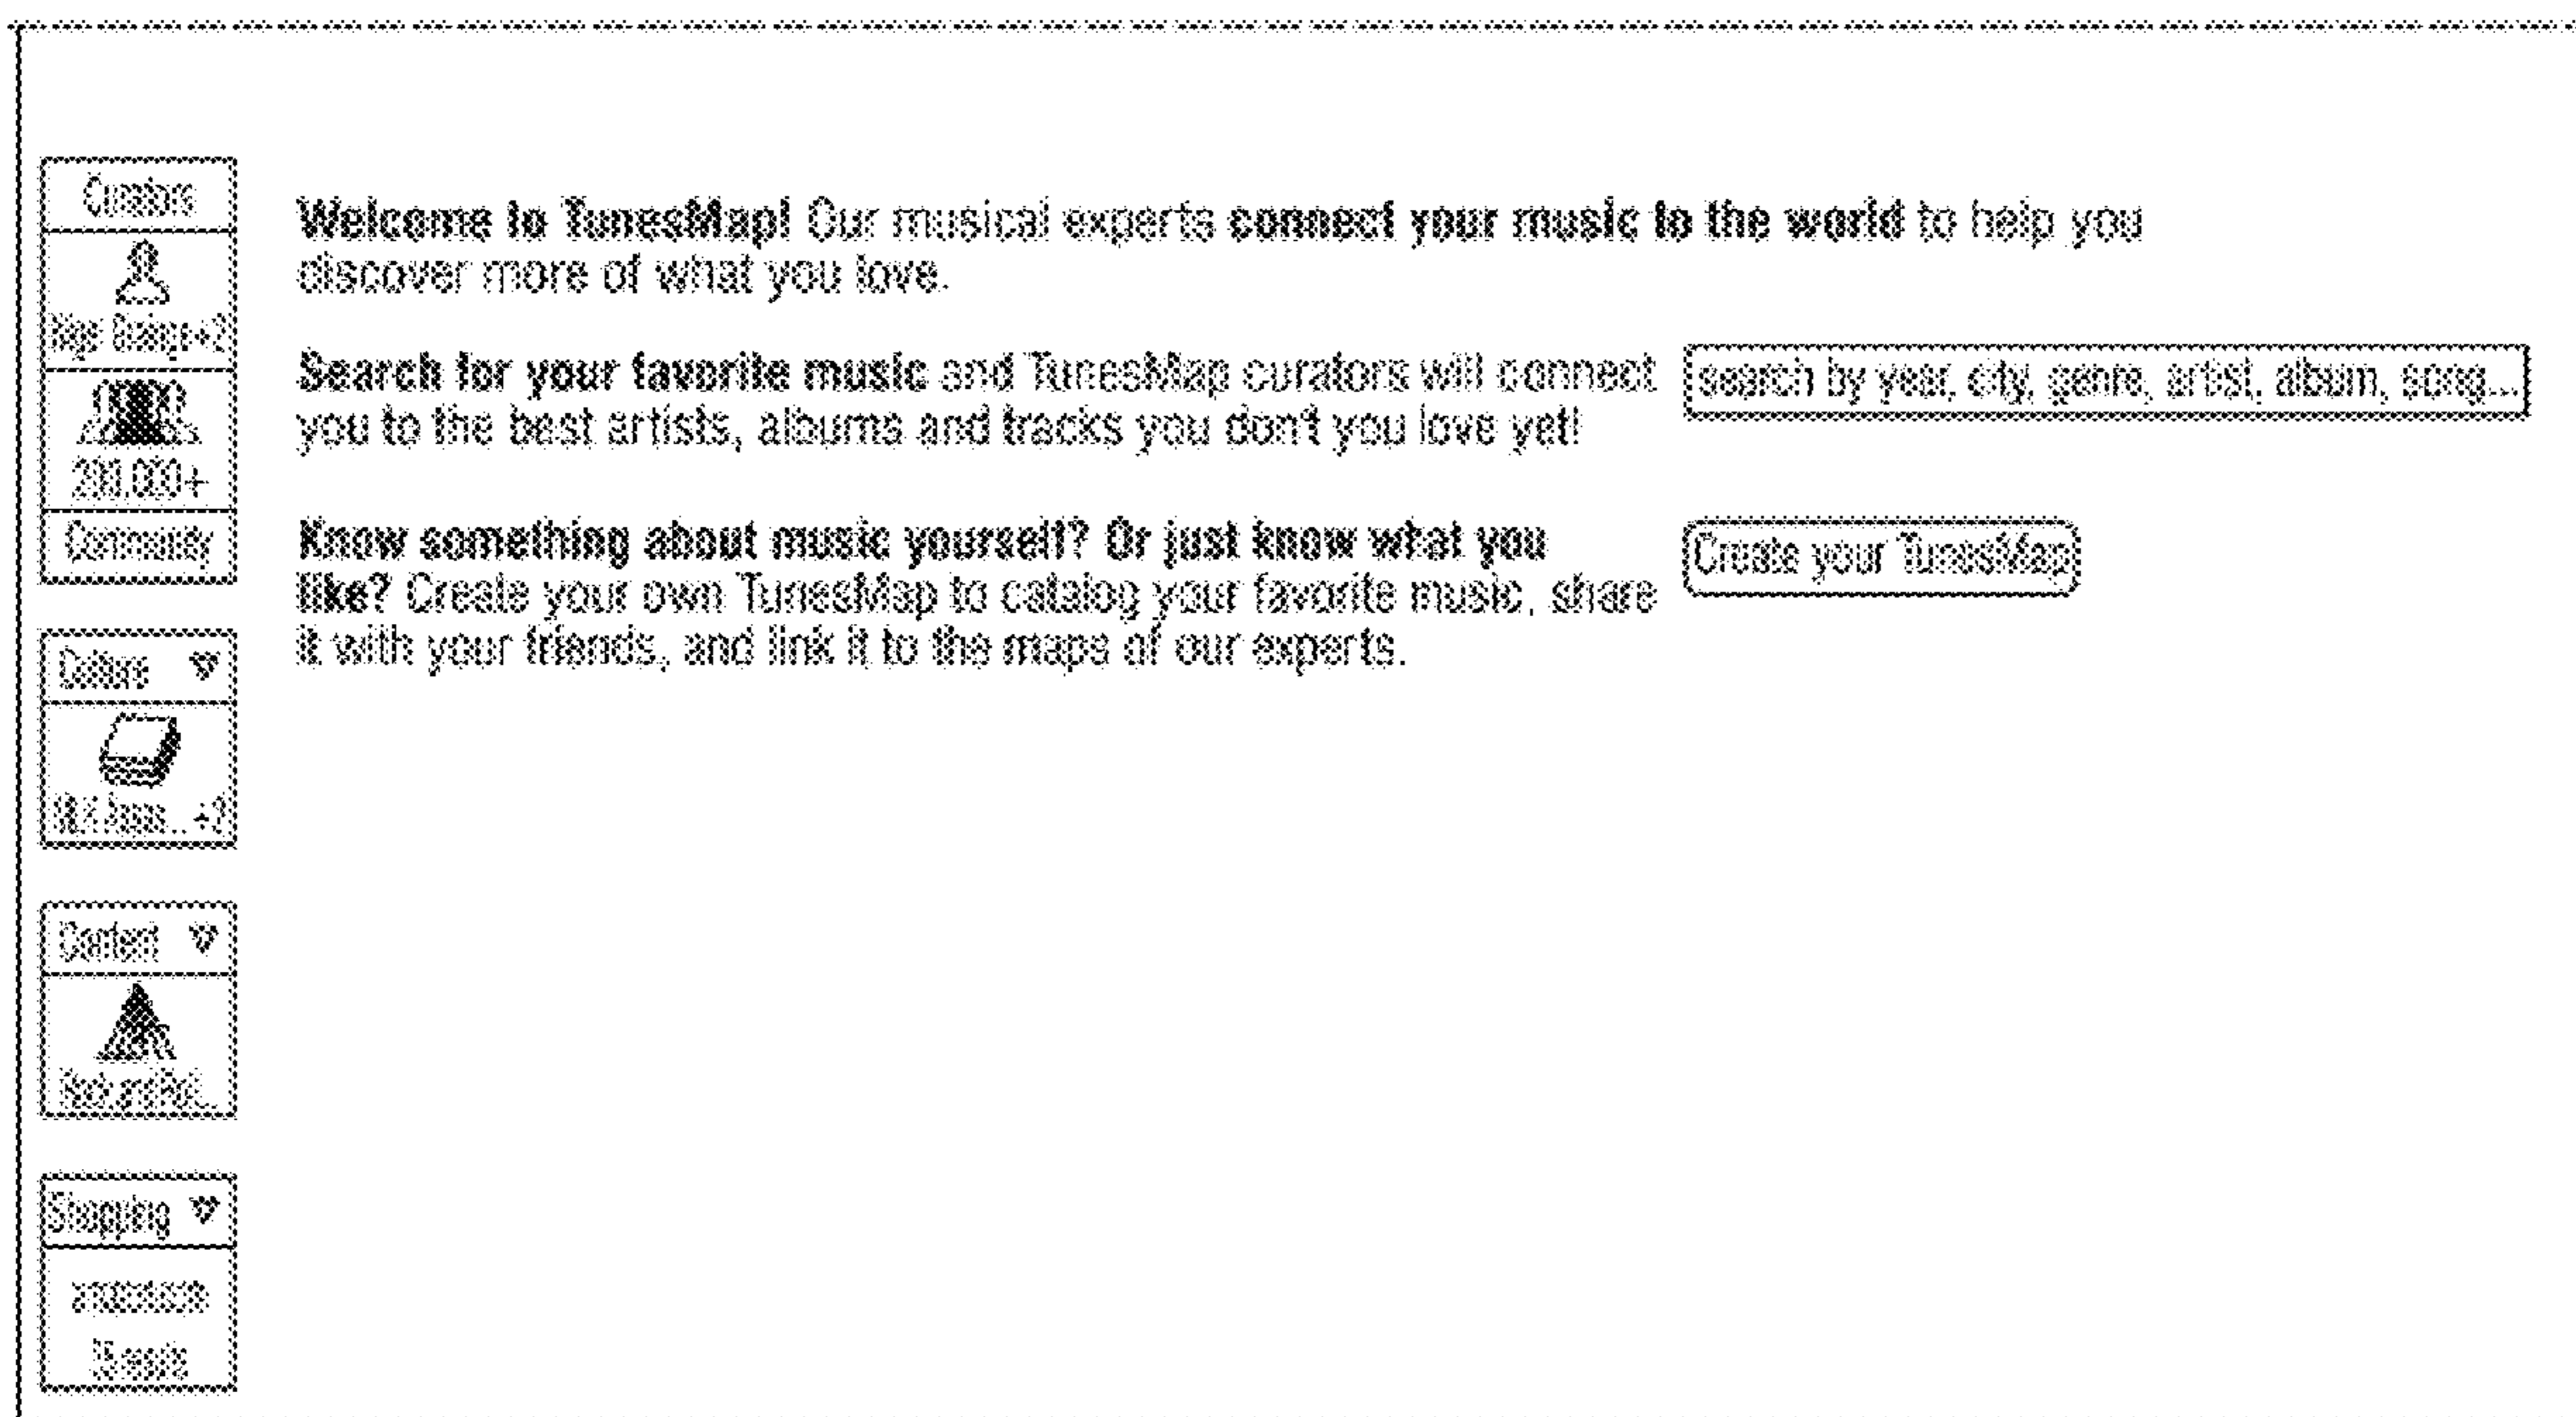 Curators
200,000+
Community
Culture
Content
Shopping
Welcome to TunesMap! Our musical experts connect your music to the world to help you
discover more of what you love.
Search for your favorite music and TunesMap curators will connect
you to the best artists, albums and tracks you don't you love yet!
search by year, city, genre, artist, album, song...
Know something about music yourself? Or just know what you
like? Create your own TunesMap to catalog your favorite music, share
it with your friends, and link it to the maps of our experts.
Create your TunesMap